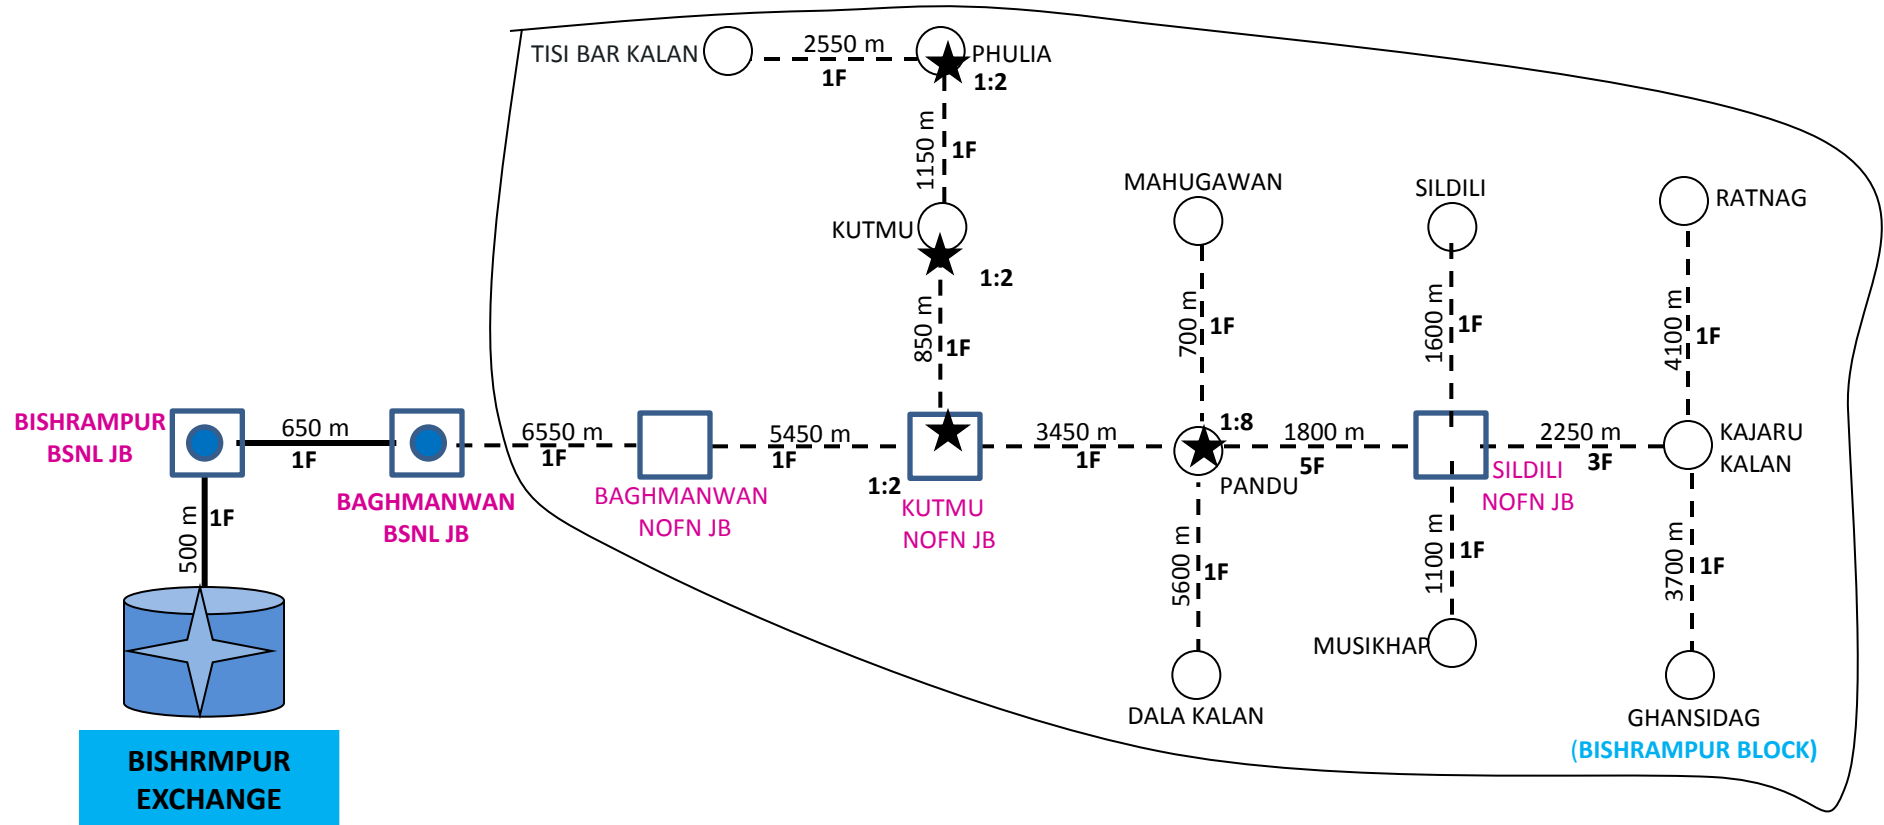 TISI BAR KALAN
2550 m
1F
PHULIA
1:2
1150 m
1F
KUTMU
1:2
850 m
1F
MAHUGAWAN
700 m
1F
SILDILI
1600 m
1F
RATNAG
4100 m
1F
BISHRAMPUR
BSNL JB
650 m
1F
BAGHMANWAN
BSNL JB
6550 m
1F
BAGHMANWAN
NOFN JB
5450 m
1F
1:2
KUTMU
NOFN JB
3450 m
1F
1:8
PANDU
1800 m
5F
SILDILI
NOFN JB
2250 m
3F
KAJARU
KALAN
500 m
1F
5600 m
1F
DALA KALAN
1100 m
1F
MUSIKHAP
3700 m
1F
GHANSIDAG
(BISHRAMPUR BLOCK)
BISHRMPUR
EXCHANGE